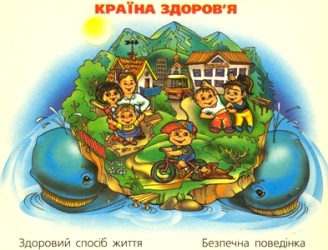 КРАЇНА ЗДОРОВ'Я
Здоровий спосіб життя
Безпечна поведінка